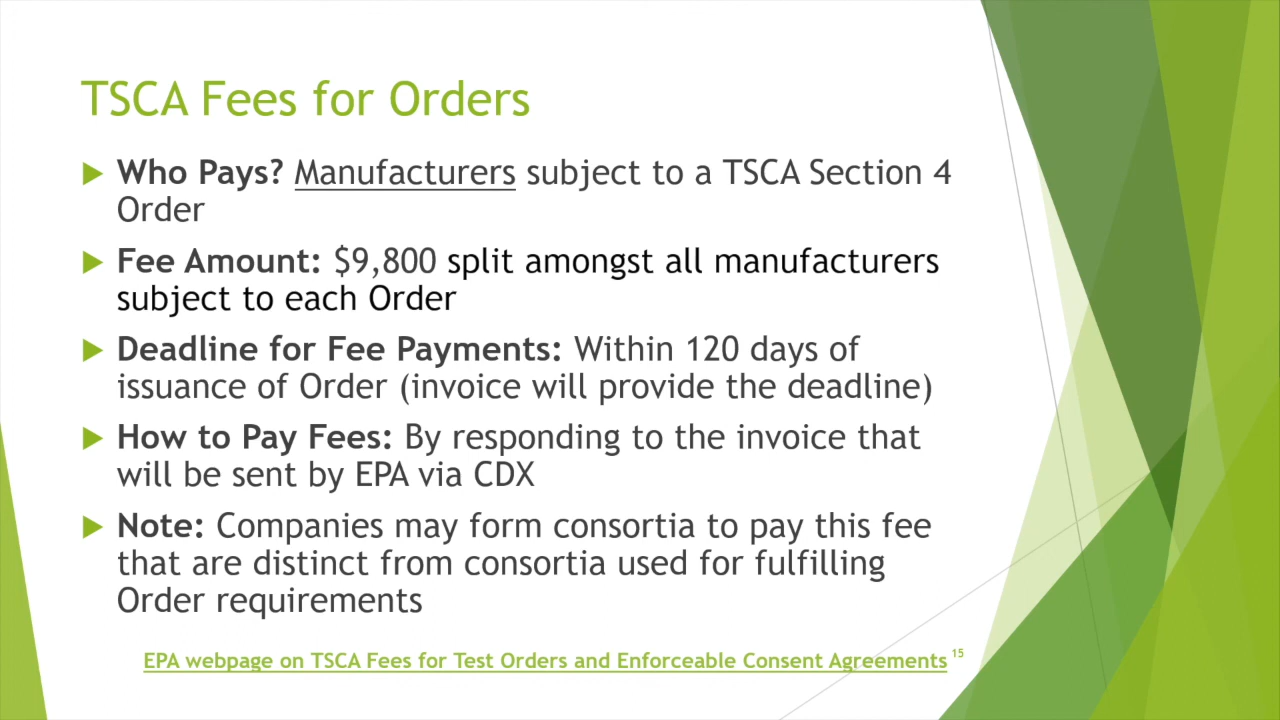 TSCA Fees for Orders
Who Pays? Manufacturers subject to a TSCA Section 4
Order
Fee Amount: $9,800 split amongst all manufacturers
subject to each Order
Deadline for Fee Payments: Within 120 days of
issuance of Order (invoice will provide the deadline)
How to Pay Fees: By responding to the invoice that
will be sent by EPA via CDX
Note: Companies may form consortia to pay this fee
that are distinct from consortia used for fulfilling
Order requirements
EPA webpage on TSCA Fees for Test Orders and Enforceable Consent Agreements 15